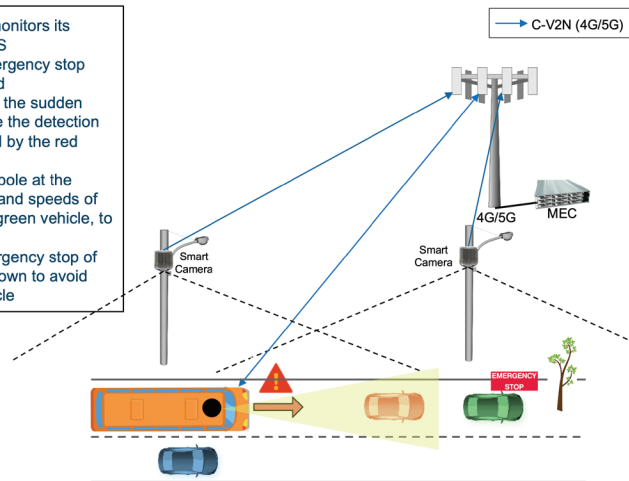 monitors its
S
ergency stop
d
the sudden
e the detection
d by the red
pole at the
and speeds of
green vehicle, to
ergency stop of
own to avoid
cle
C-V2N (4G/5G)
4G/5G
MEC
Smart
Camera
Smart
Camera
EMERGENCY
STOP